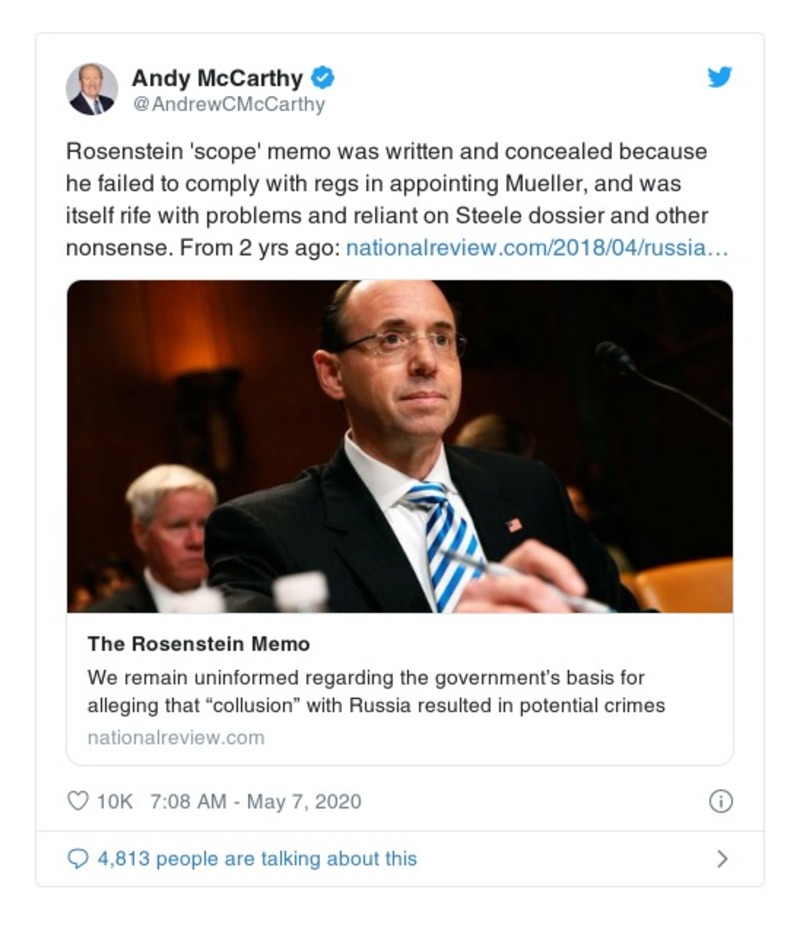 Andy McCarthy
@AndrewCMcCarthy
Rosenstein 'scope' memo was written and concealed because
he failed to comply with regs in appointing Mueller, and was
itself rife with problems and reliant on Steele dossier and other
nonsense. From 2 yrs ago: nationalreview.com/2018/04/russia…
The Rosenstein Memo
We remain uninformed regarding the government’s basis for
alleging that “collusion” with Russia resulted in potential crimes
nationalreview.com
10K 7:08 AM - May 7, 2020
4,813 people are talking about this